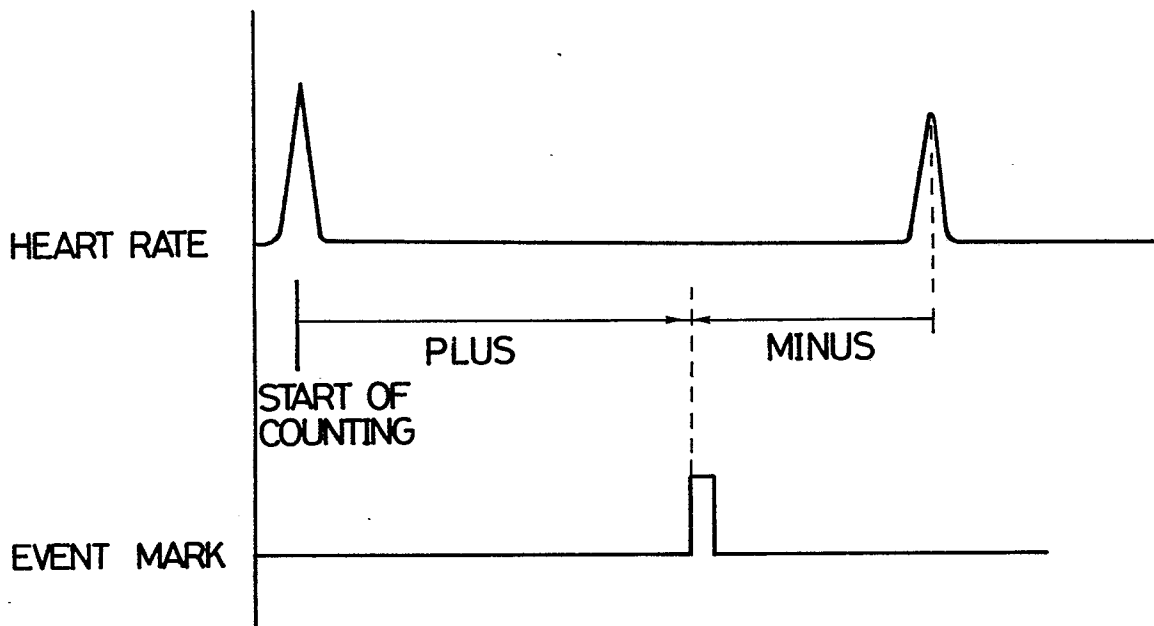 HEART RATE
PLUS
MINUS
START OF
COUNTING
EVENT MARK